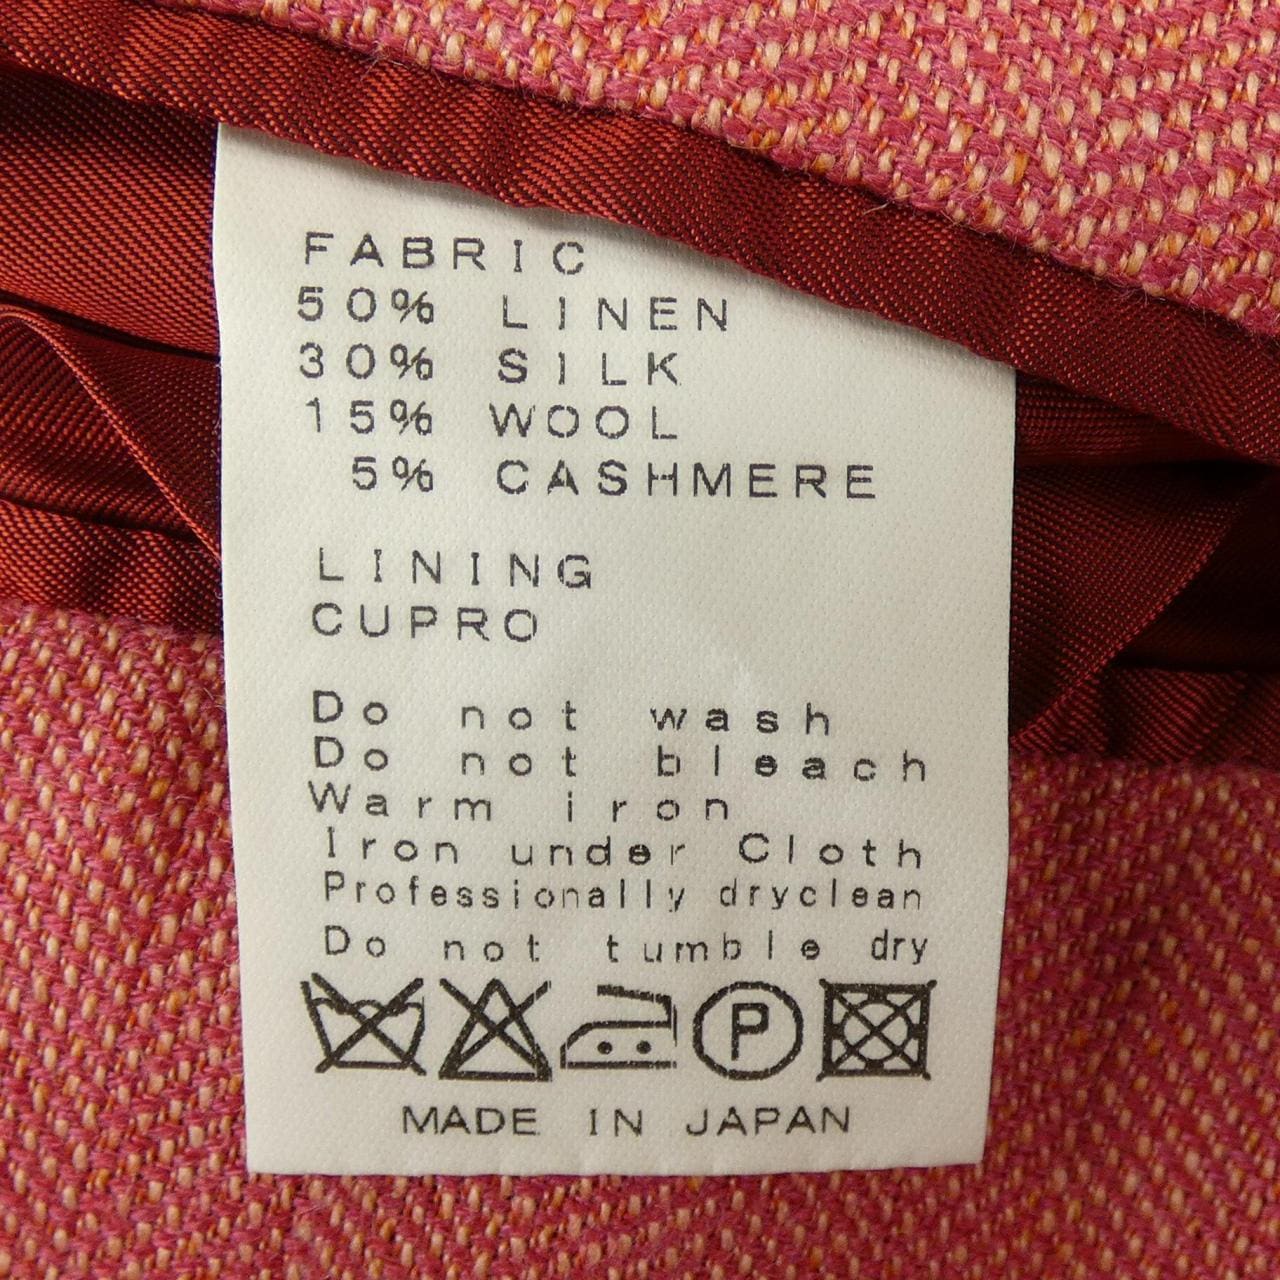 FABRIC
50% LINEN
30% SILK
15% WOOL
5% CASHMERE
LINING
CUPRO
Do not wash
Do not bleach
Warm iron
Iron under Cloth
Professionally dryclean
Do not tumble dry
P
MADE IN JAPAN